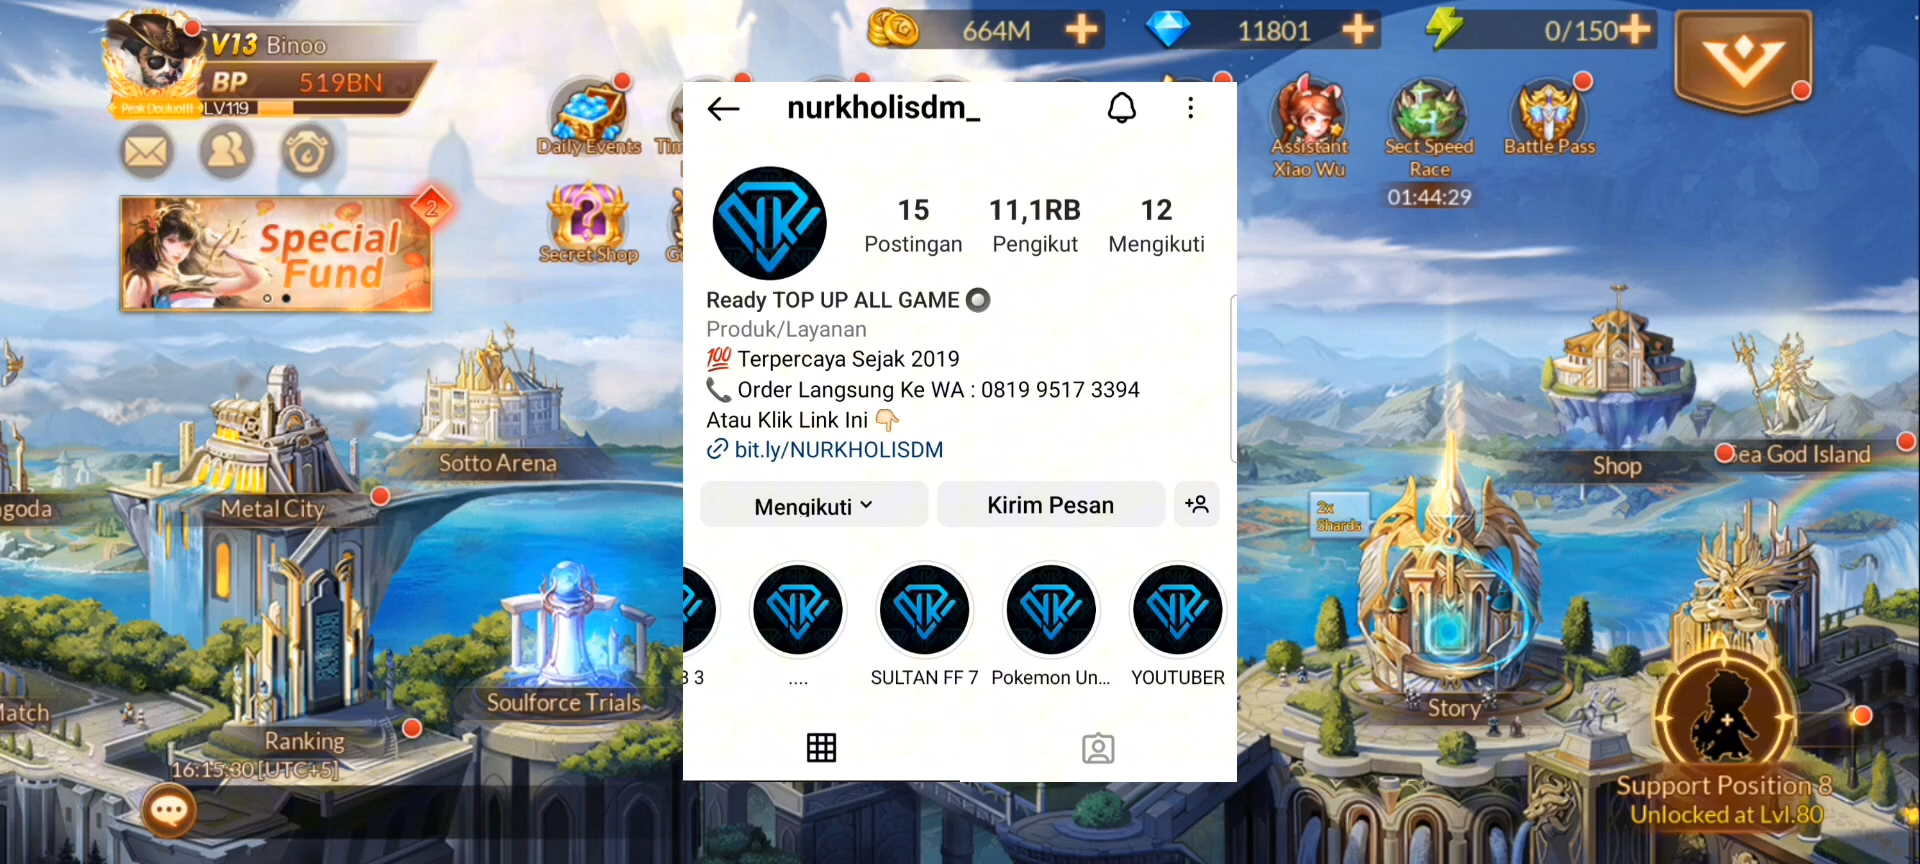 V13 Binoo
BP 519BN
Peak Douluo!!!
LV119
664M
11801
0/150
Daily Events
Secret Shop
Special
Fund
2
Assistant
Xiao Wu
Sect Speed
Race
01:44:29
Battle Pass
nurkholisdm_
15
Postingan
11,1RB
Pengikut
12
Mengikuti
Ready TOP UP ALL GAME
Produk/Layanan
💯 Terpercaya Sejak 2019
📞 Order Langsung Ke WA : 0819 9517 3394
Atau Klik Link Ini 👇🏻
bit.ly/NURKHOLISDM
Mengikuti
Kirim Pesan
3
....
SULTAN FF 7
Pokemon Un...
YOUTUBER
Sotto Arena
Metal City
goda
Soulforce Trials
Match
Ranking
16:15:30 [UTC+5]
Shop
Sea God Island
2x
Shards
Story
Support Position 8
Unlocked at Lvl.80